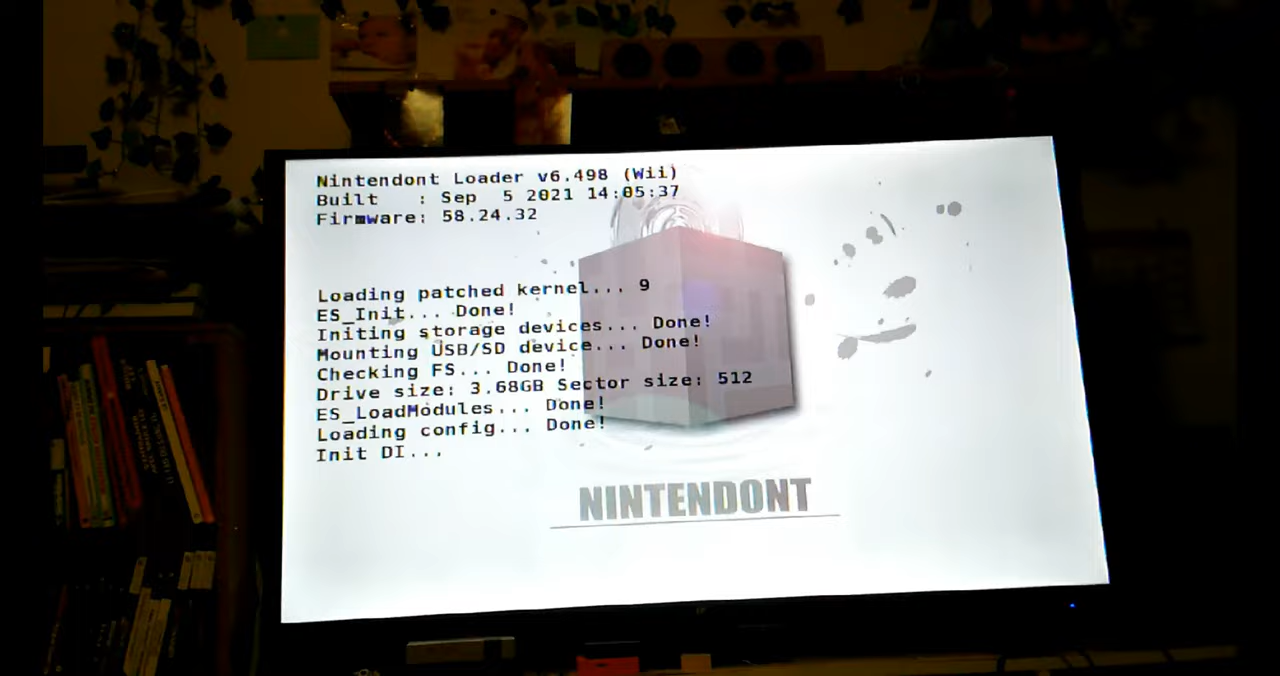 Nintendont Loader v6.498 (Wii)
Built   : Sep  5 2021 14:05:37
Firmware: 58.24.32
Loading patched kernel... 9
ES_Init... Done!
Initing storage devices... Done!
Mounting USB/SD device... Done!
Checking FS... Done!
Drive size: 3.68GB Sector size: 512
ES_LoadModules... Done!
Loading config... Done!
Init DI...
NINTENDONT